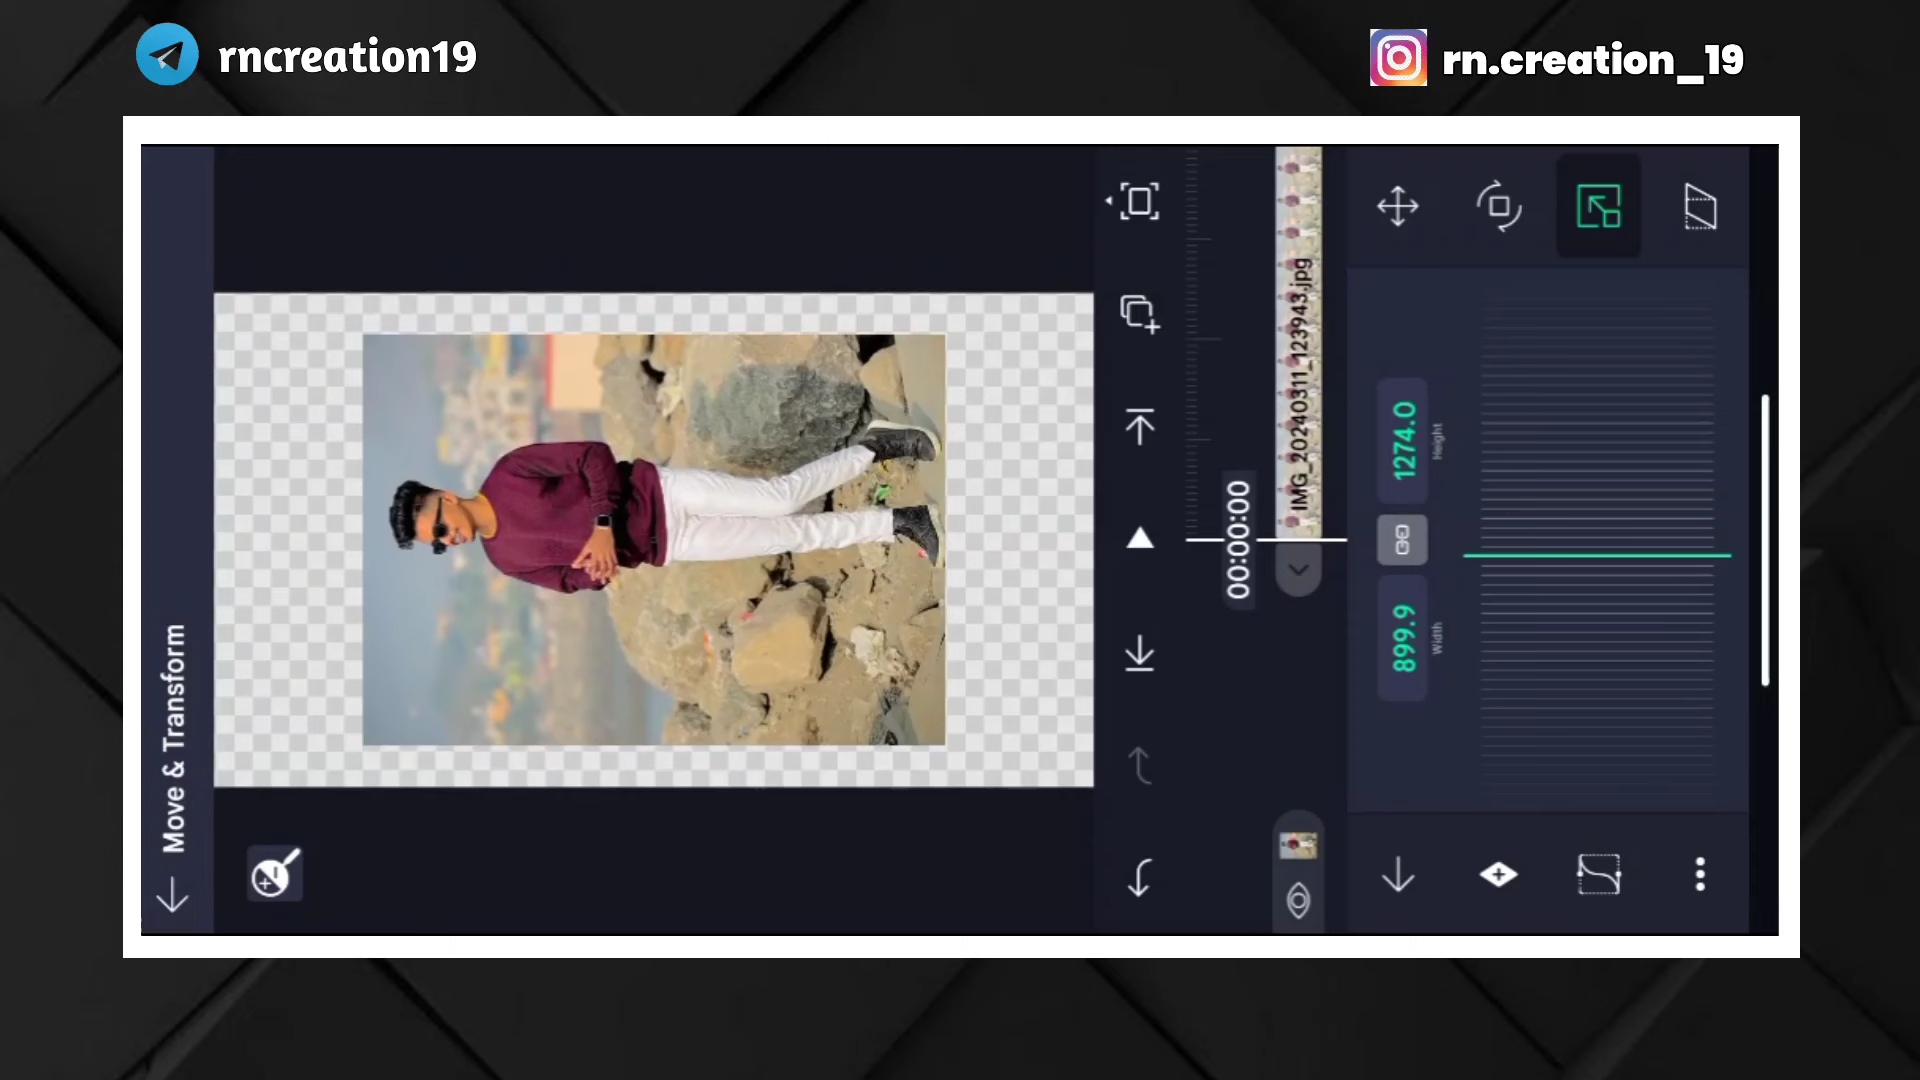 rncreation19
rn.creation_19
Move & Transform
00:00:00
IMG_20240311_123943.jpg
899.9
Width
1274.0
Height